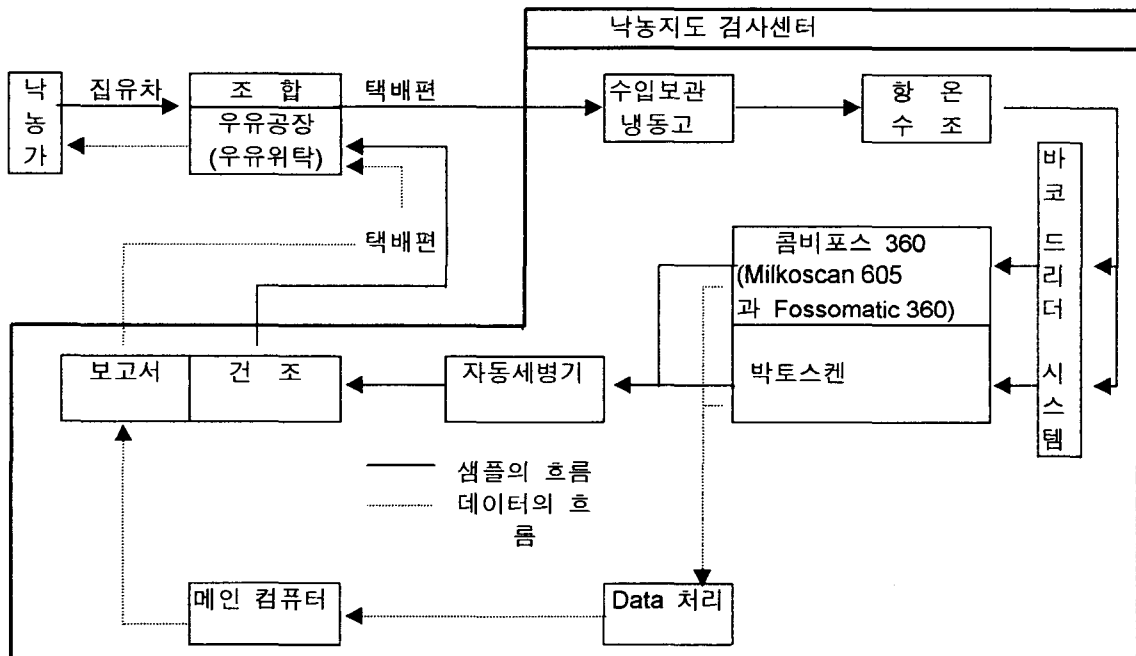 낙농지도 검사센터
낙
농
가
집유차
조 합
우유공장
(우유위탁)
택배편
수입보관
냉동고
항 온
수 조
바
코
드
리
더
시
스
템
콤비포스 360
(Milkoscan 605
과 Fossomatic 360)
박토스켄
택배편
보고서
건 조
자동세병기
샘플의 흐름
데이터의 흐
름
메인 컴퓨터
Data 처리